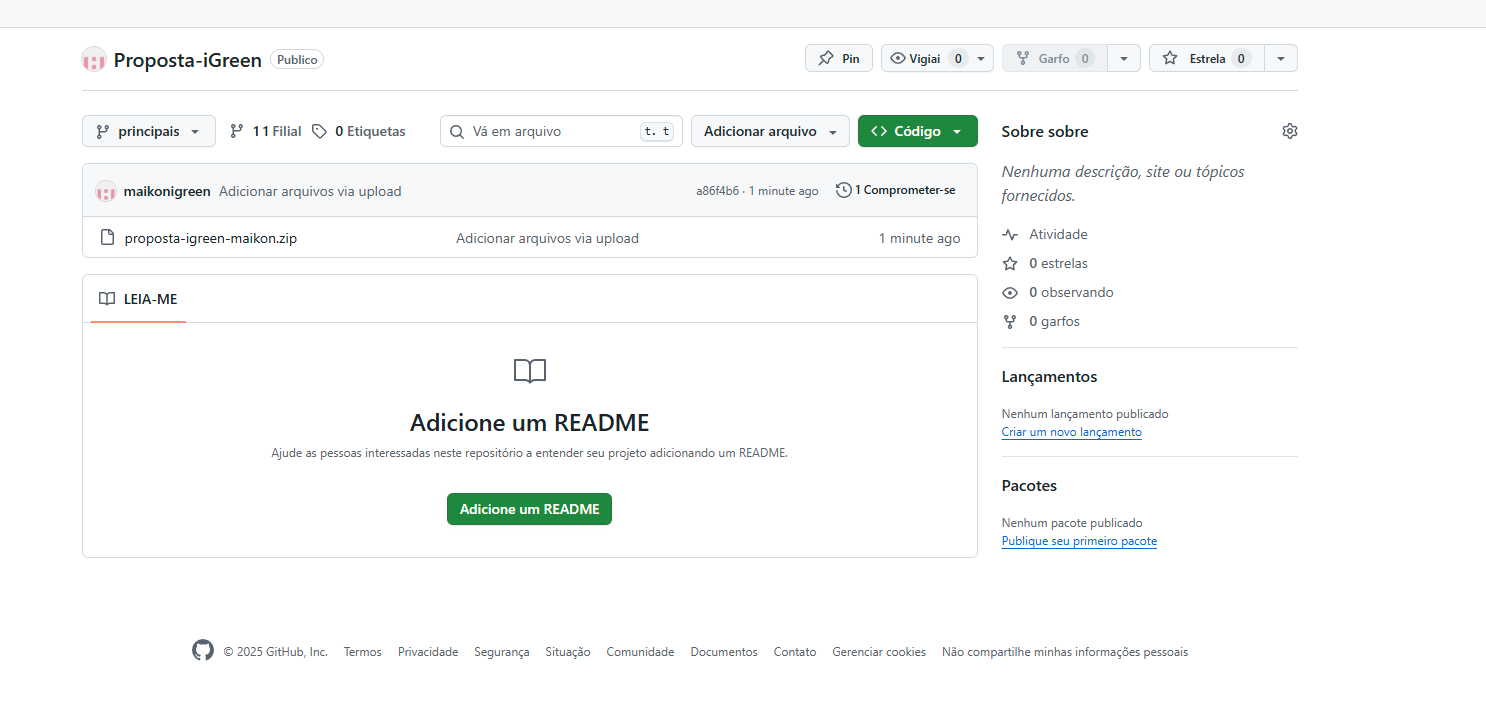 Proposta-iGreen Publico Pin Vigiai 0 Garfo 0 Estrela 0
principais 1 1 Filial 0 Etiquetas Vá em arquivo t. t Adicionar arquivo Código
maikonigreen Adicionar arquivos via upload a86f4b6 · 1 minute ago 1 Comprometer-se
proposta-igreen-maikon.zip Adicionar arquivos via upload 1 minute ago
LEIA-ME
Adicione um README
Ajude as pessoas interessadas neste repositório a entender seu projeto adicionando um README.
Adicione um README
Sobre sobre
Nenhuma descrição, site ou tópicos
fornecidos.
Atividade
0 estrelas
0 observando
0 garfos
Lançamentos
Nenhum lançamento publicado
Criar um novo lançamento
Pacotes
Nenhum pacote publicado
Publique seu primeiro pacote
© 2025 GitHub, Inc. Termos Privacidade Segurança Situação Comunidade Documentos Contato Gerenciar cookies Não compartilhe minhas informações pessoais